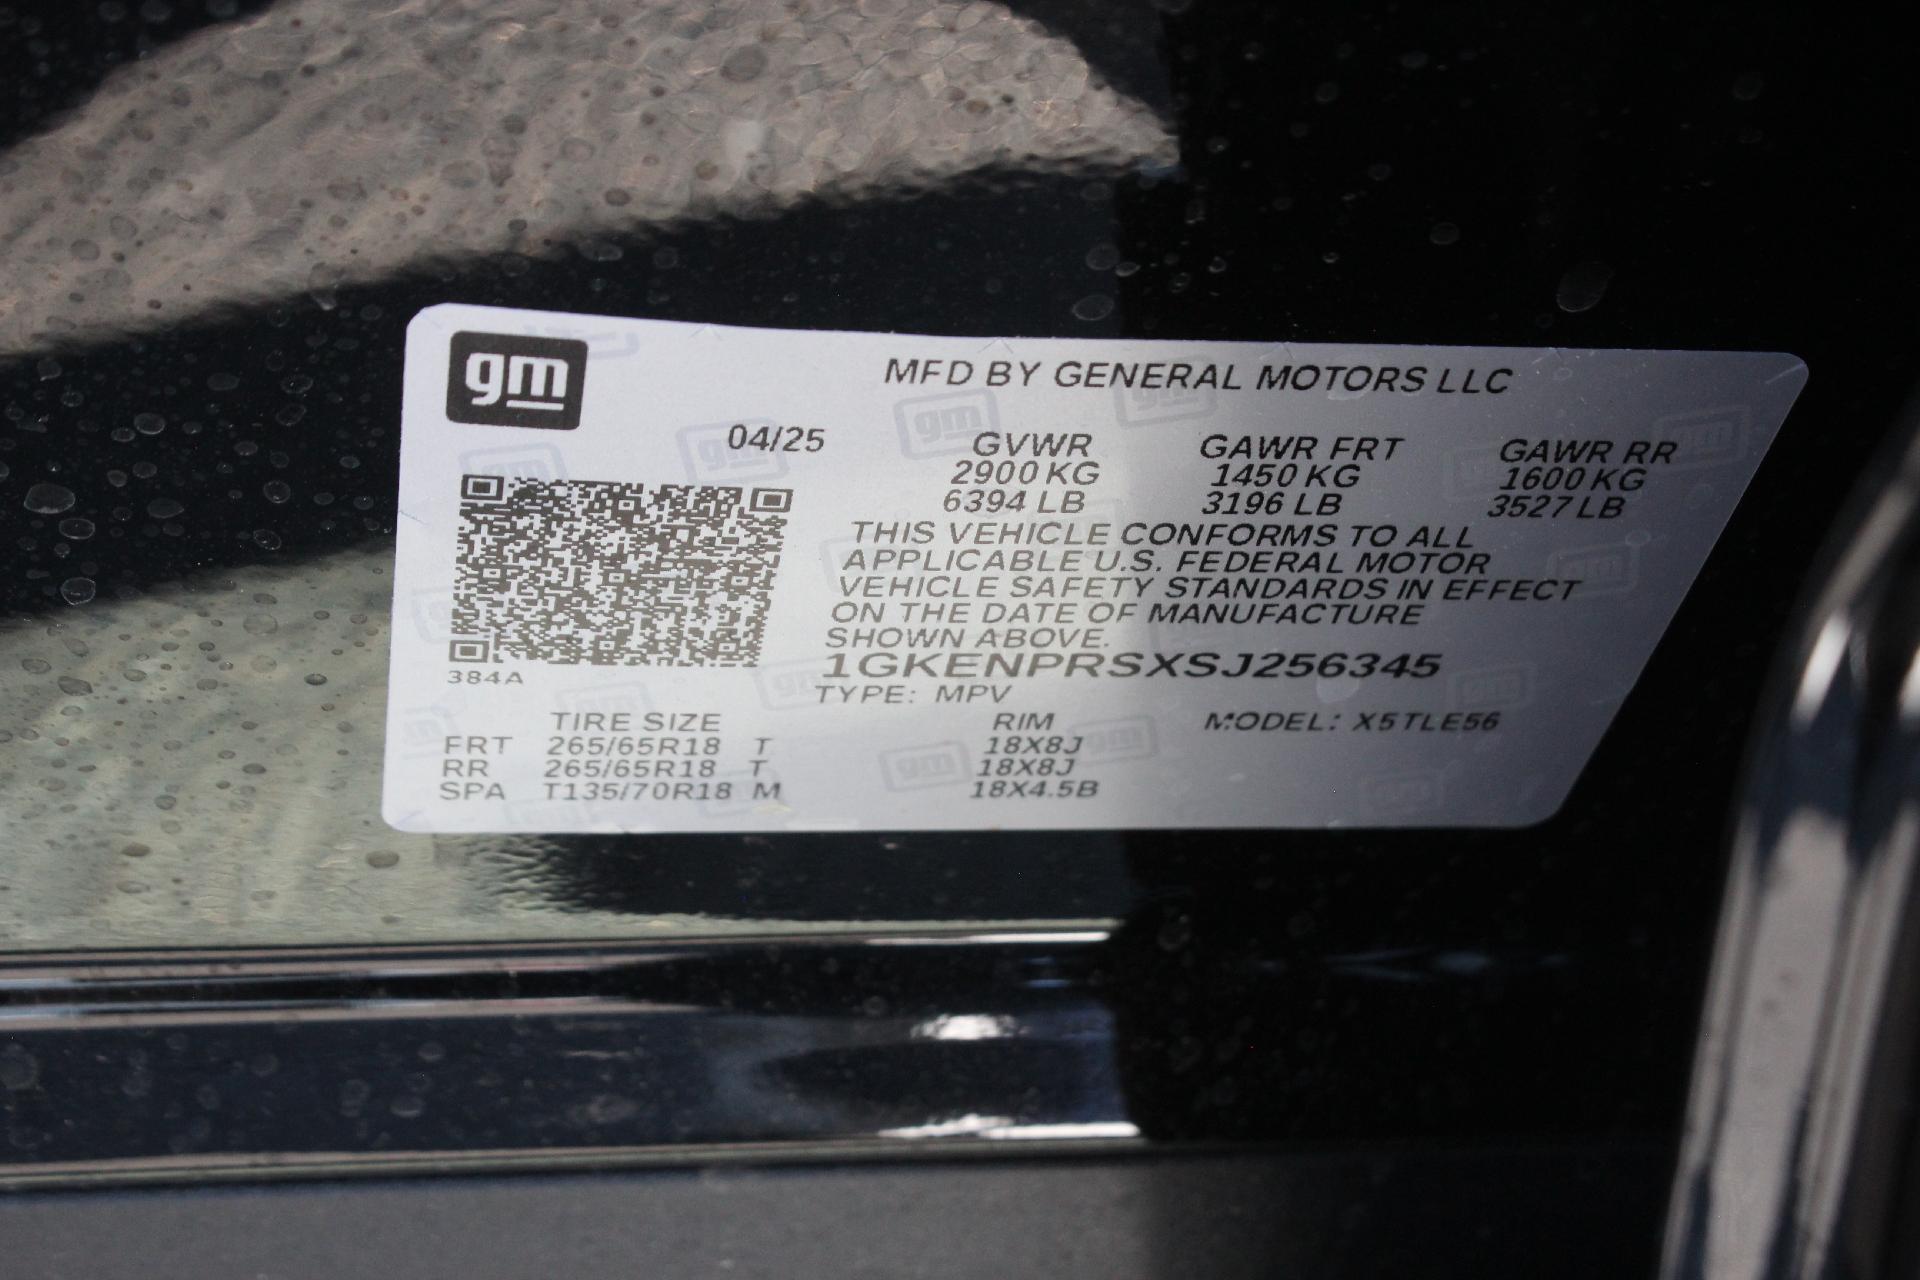 gm
MFD BY GENERAL MOTORS LLC
04/25
GVWR GAWR FRT GAWR RR
2900 KG 1450 KG 1600 KG
6394 LB 3196 LB 3527 LB
THIS VEHICLE CONFORMS TO ALL
APPLICABLE U.S. FEDERAL MOTOR
VEHICLE SAFETY STANDARDS IN EFFECT
ON THE DATE OF MANUFACTURE
SHOWN ABOVE.
1GKENPRSXSJ256345
384A
TYPE: MPV
TIRE SIZE RIM MODEL: X5TLE56
FRT 265/65R18 T 18X8J
RR 265/65R18 T 18X8J
SPA T135/70R18 M 18X4.5B